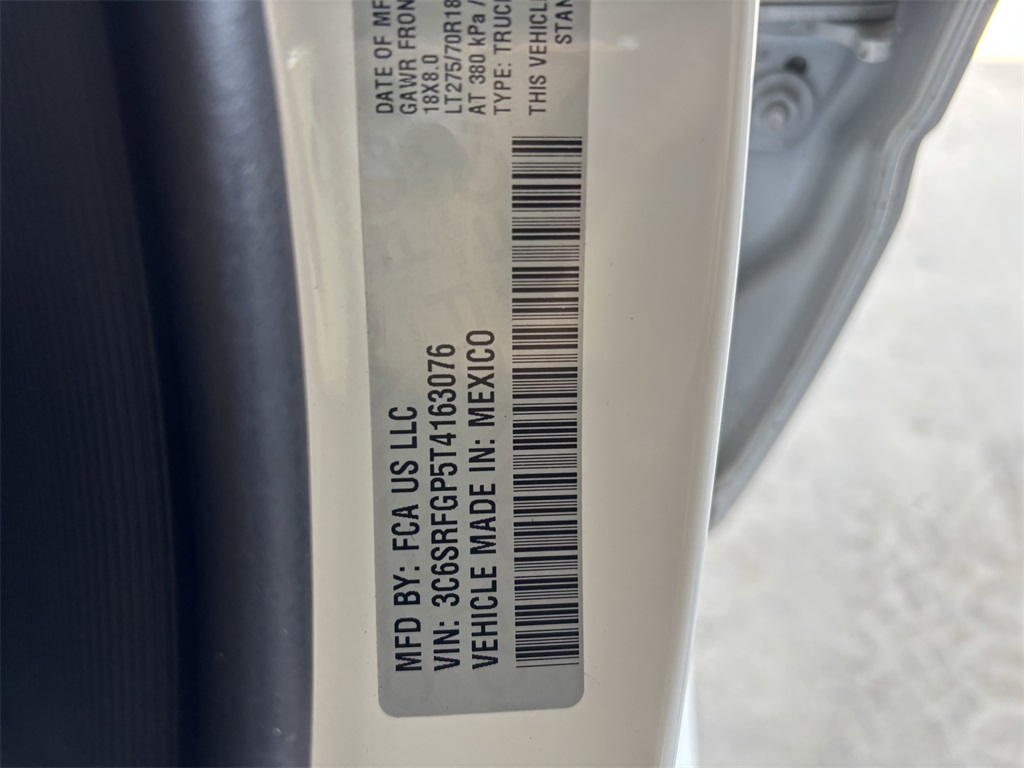 MFD BY: FCA US LLC
DATE OF MF
VIN: 3C6SRFGP5T4163076
GAWR FRON
VEHICLE MADE IN: MEXICO
18X8.0
LT275/70R18
AT 380 kPa /
TYPE: TRUCK
THIS VEHICLE
STAN